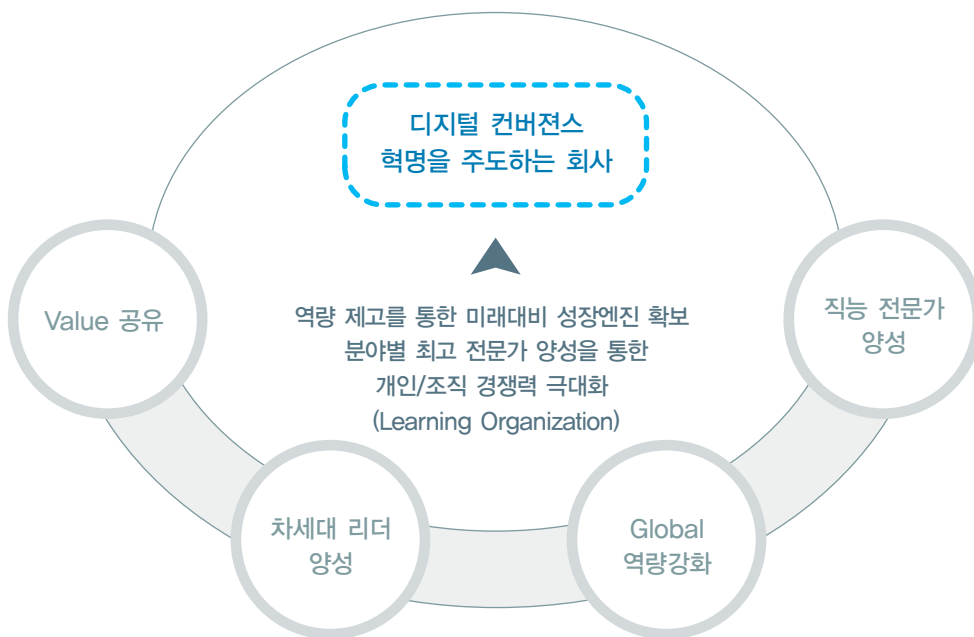 디지털 컨버젼스
혁명을 주도하는 회사
Value 공유
역량 제고를 통한 미래대비 성장엔진 확보
분야별 최고 전문가 양성을 통한
개인/조직 경쟁력 극대화
(Learning Organization)
직능 전문가
양성
차세대 리더
양성
Global
역량강화